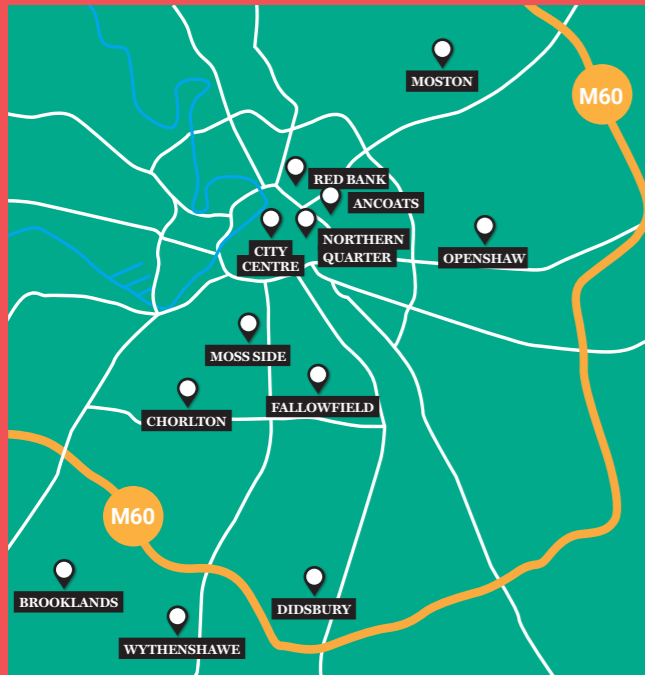 MOSTON
M60
RED BANK
ANCOATS
CITY
CENTRE
NORTHERN
QUARTER
OPENSHAW
MOSS SIDE
CHORLTON
FALLOWFIELD
M60
BROOKLANDS
DIDSBURY
WYTHENSHAWE